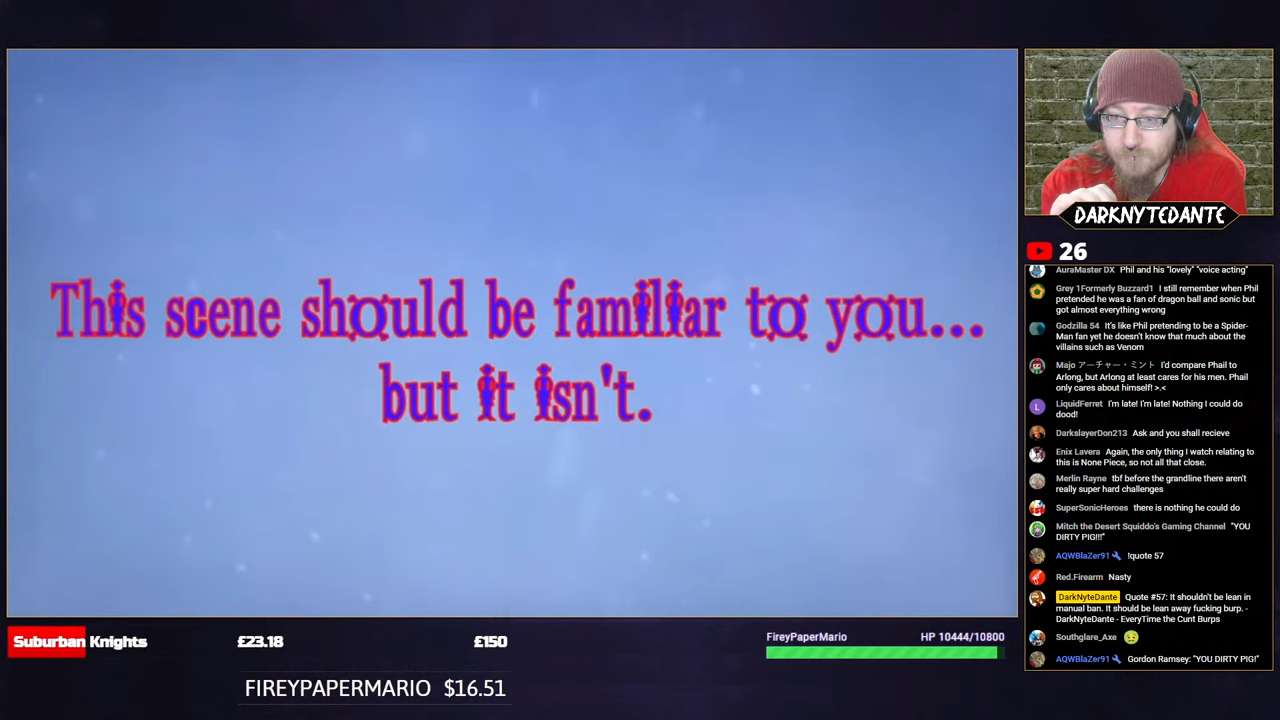 This scene should be familiar to you...
but it isn't.
DARKNYTEDANTE
26
AuraMaster DX Phil and his "lovely" "voice acting"
Grey 1Formerly Buzzard1 I still remember when Phil
pretended he was a fan of dragon ball and sonic but
got almost everything wrong
Godzilla 54 It's like Phil pretending to be a Spider-
Man fan yet he doesn't know that much about the
villains such as Venom
Majo アーチャー・ミント I'd compare Phail to
Arlong, but Arlong at least cares for his men. Phail
only cares about himself! >.<
L
LiquidFerret I'm late! I'm late! Nothing I could do
dood!
DarkslayerDon213 Ask and you shall recieve
Enix Lavera Again, the only thing I watch relating to
this is None Piece, so not all that close.
Merlin Rayne tbf before the grandline there aren't
really super hard challenges
SuperSonicHeroes there is nothing he could do
Mitch the Desert Squiddo's Gaming Channel "YOU
DIRTY PIG!!!"
AQWBlaZer91 !quote 57
Red.Firearm Nasty
DarkNyteDante Quote #57: It shouldn't be lean in
manual ban. It should be lean away fucking burp. -
DarkNyteDante - EveryTime the Cunt Burps
Southglare_Axe 🤢
AQWBlaZer91 Gordon Ramsey: "YOU DIRTY PIG!"
Suburban Knights £23.18 £150
FireyPaperMario HP 10444/10800
FIREYPAPERMARIO $16.51